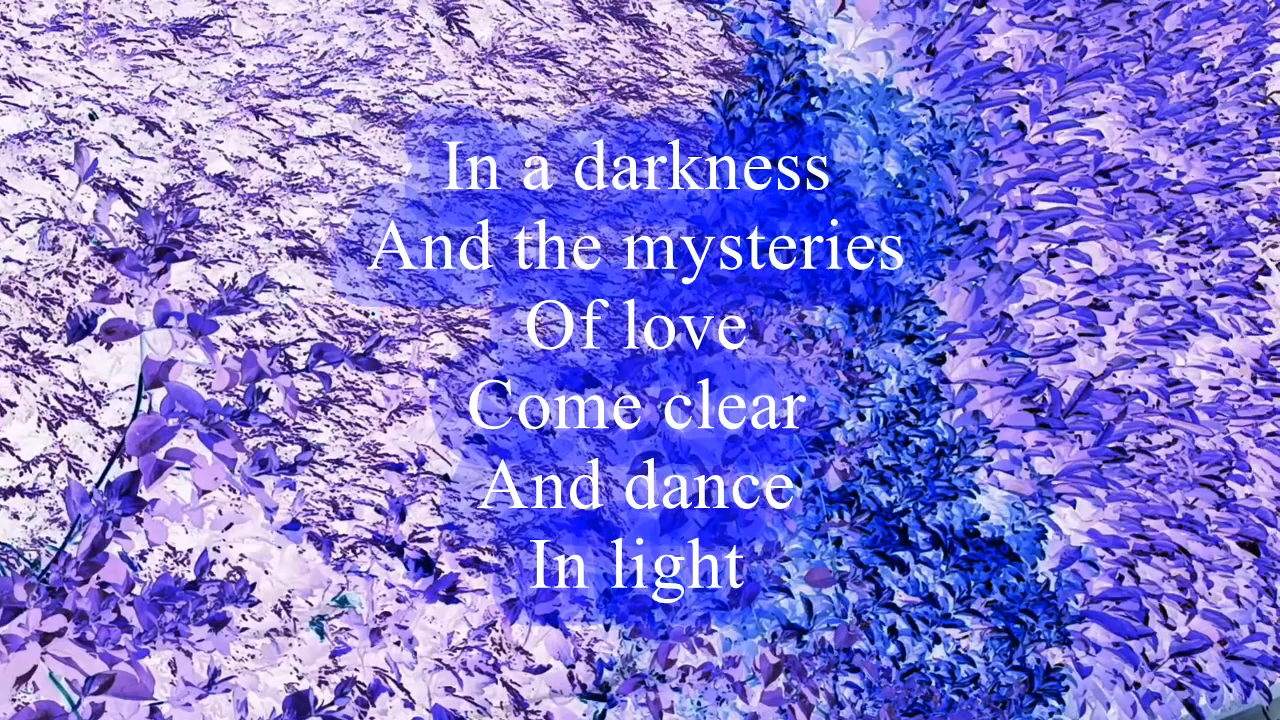 In a darkness
And the mysteries
Of love
Come clear
And dance
In light